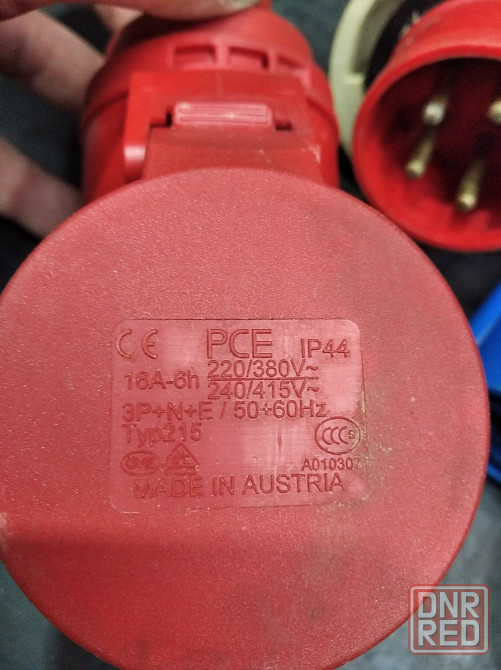 CE PCE IP44
16A-6h 220/380V~
240/415V~
3P+N+E / 50÷60Hz
Typ215
CCC S
A010307
MADE IN AUSTRIA
DNR
RED